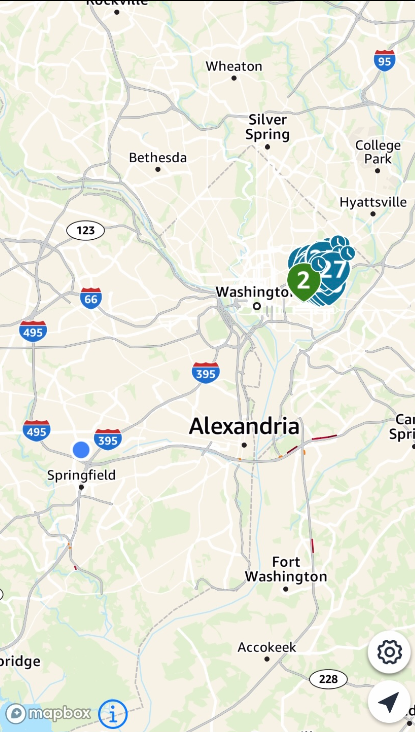 Rockville
95
Wheaton
Silver
Spring
College
Park
Bethesda
Hyattsville
123
27
2
66
Washington
495
395
Alexandria
495
395
Springfield
Fort
Washington
Accokeek
228
mapbox
i